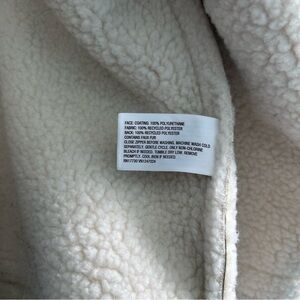 FACE: COATING: 100% POLYURETHANE
FABRIC: 100% RECYCLED POLYESTER
BACK: 100% RECYCLED POLYESTER
CONTAINS FAUX FUR
CLOSE ZIPPER BEFORE WASHING, MACHINE WASH COLD
SEPARATELY, GENTLE CYCLE. ONLY NON-CHLORINE
BLEACH IF NEEDED. TUMBLE DRY LOW. REMOVE
PROMPTLY. COOL IRON IF NEEDED.